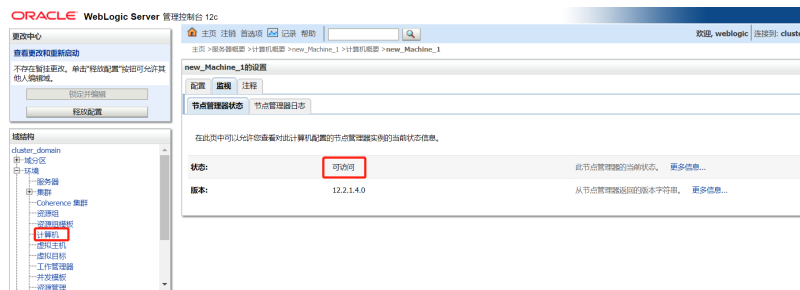 ORACLE WebLogic Server 管理控制台 12c
更改中心
查看更改和重新启动
不存在暂挂更改。单击“释放配置”按钮可允许其
他人编辑域。
锁定并编辑
释放配置
域结构
cluster_domain
域分区
环境
服务器
集群
Coherence 集群
资源组
资源组模板
计算机
虚拟主机
虚拟目标
工作管理器
并发模板
资源管理
主页 注销 首选项 记录 帮助
欢迎, weblogic 连接到: cluste
主页 >服务器概要 >计算机概要 >new_Machine_1 >计算机概要 >new_Machine_1
new_Machine_1的设置
配置 监视 注释
节点管理器状态 节点管理器日志
在此页中可以允许您查看对此计算机配置的节点管理器实例的当前状态信息。
状态: 可访问 此节点管理器的当前状态。 更多信息...
版本: 12.2.1.4.0 从节点管理器返回的版本字符串。 更多信息...